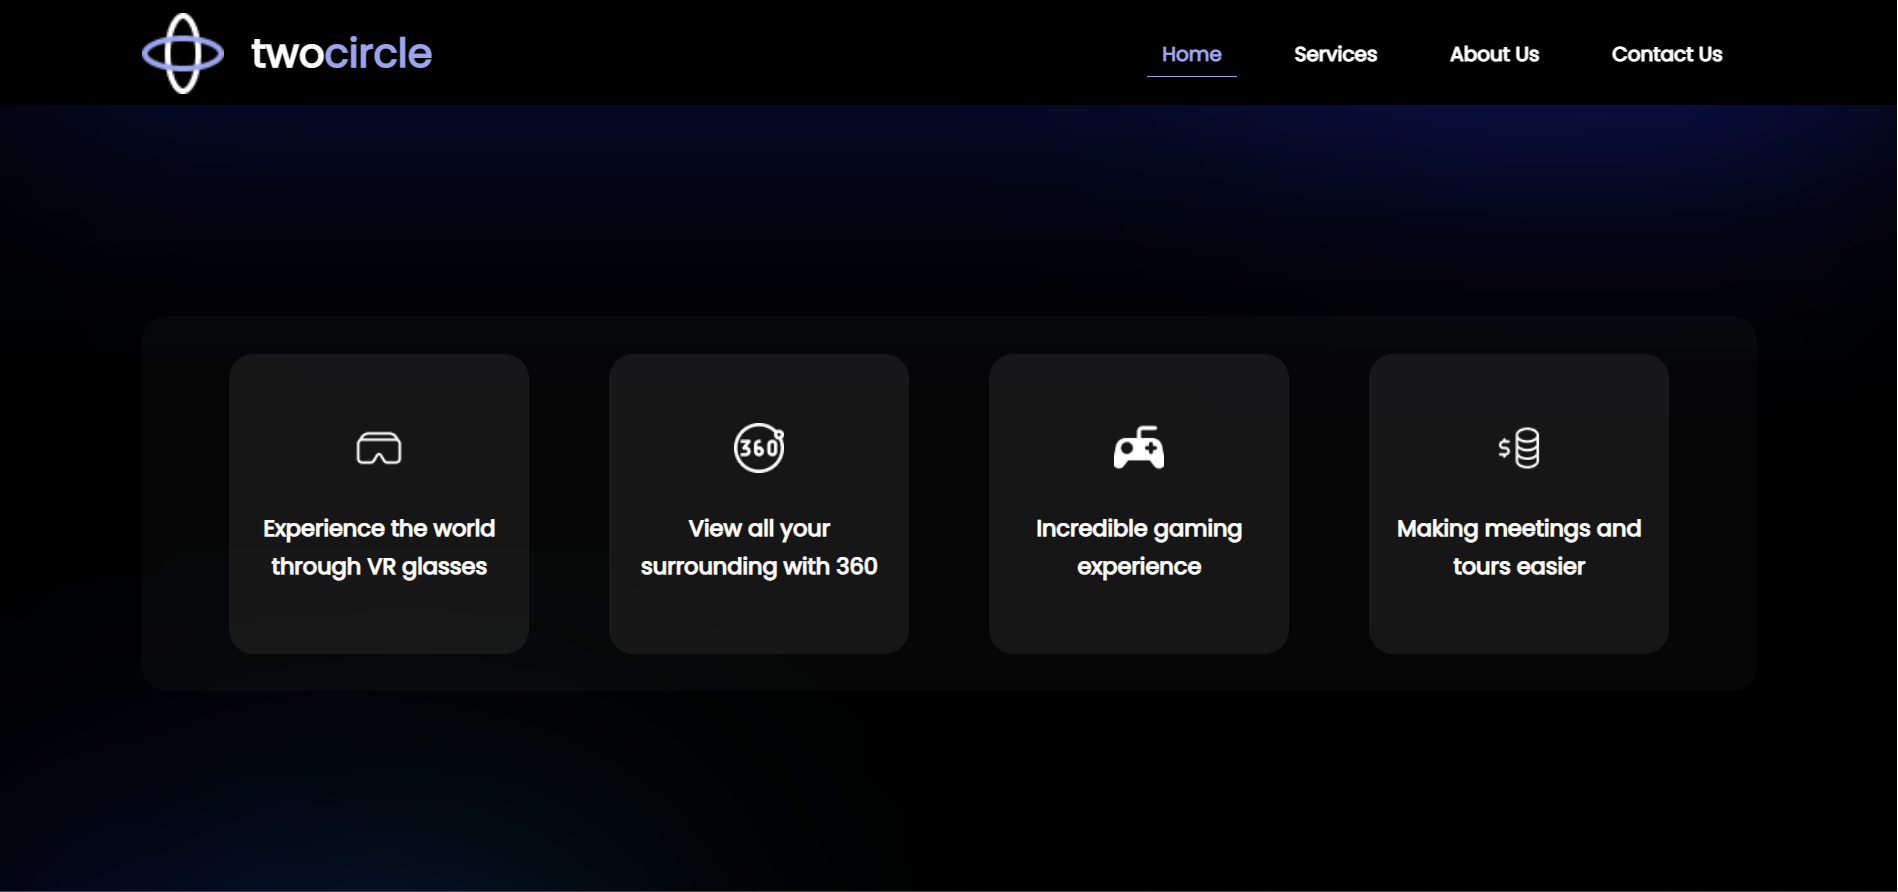 twocircle
Home Services About Us Contact Us
Experience the world
through VR glasses
360
View all your
surrounding with 360
Incredible gaming
experience
$
Making meetings and
tours easier